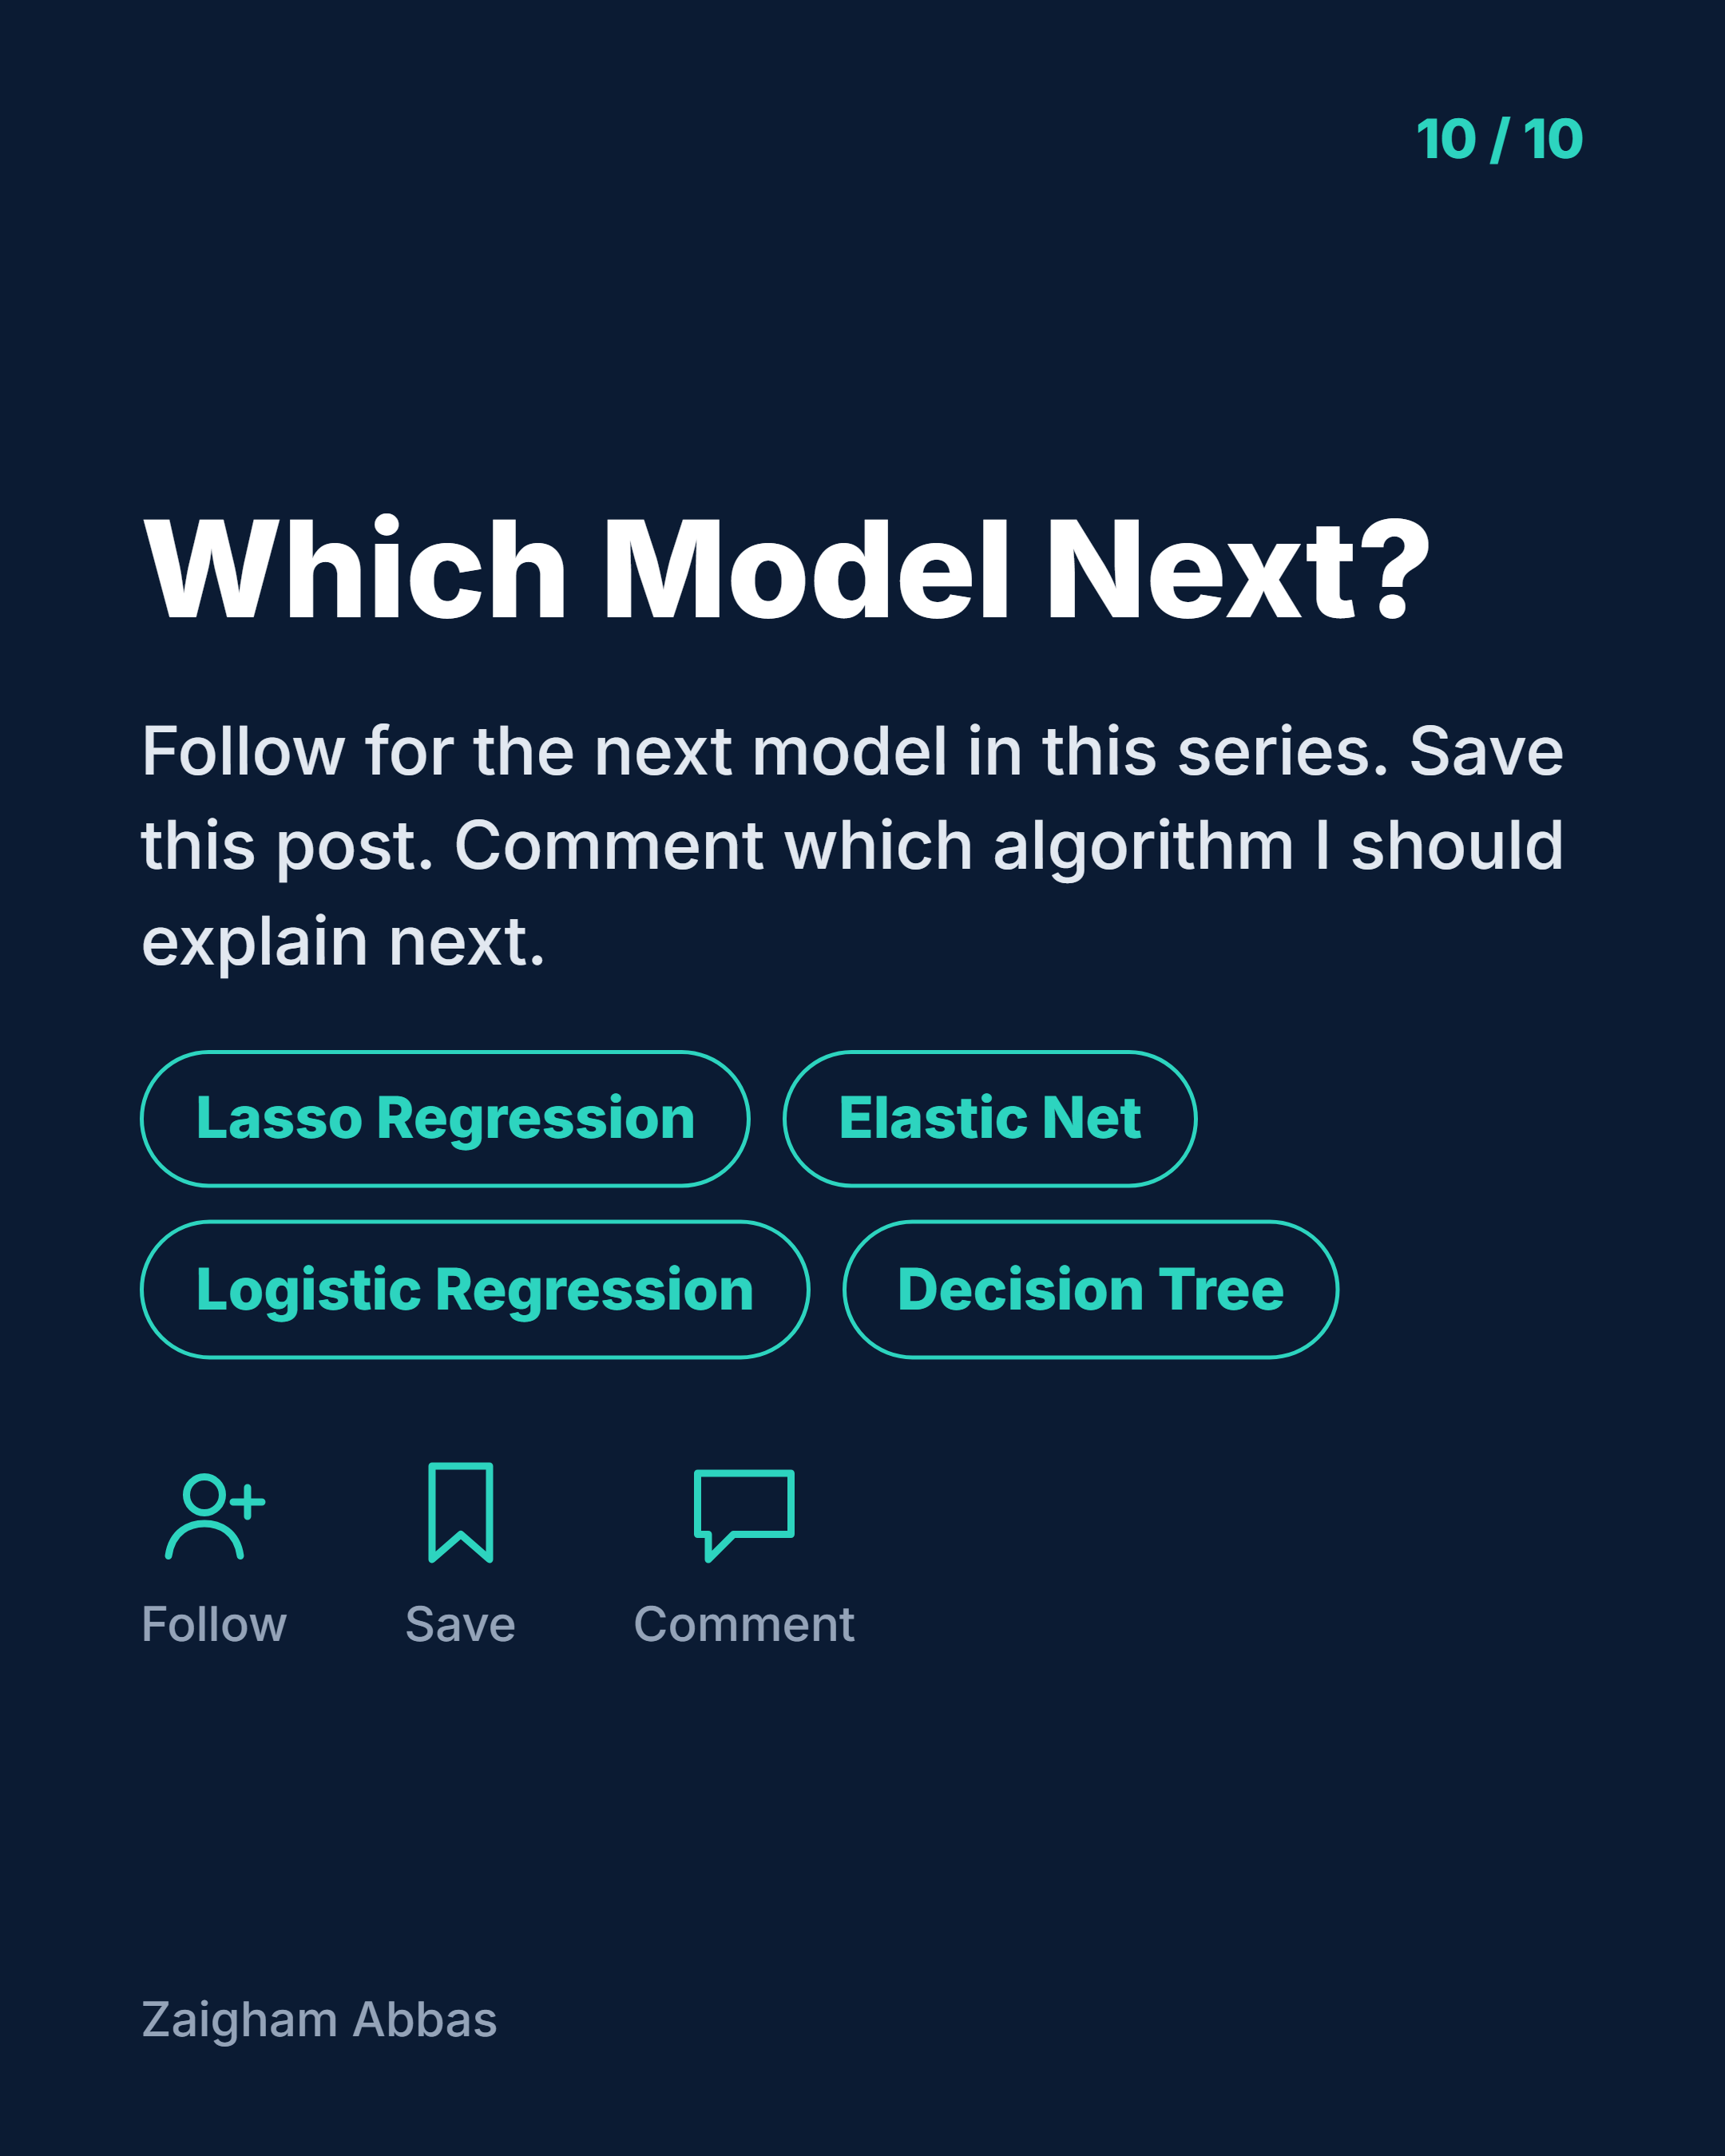 10 / 10
Which Model Next?
Follow for the next model in this series. Save
this post. Comment which algorithm I should
explain next.
Lasso Regression
Elastic Net
Logistic Regression
Decision Tree
Follow
Save
Comment
Zaigham Abbas